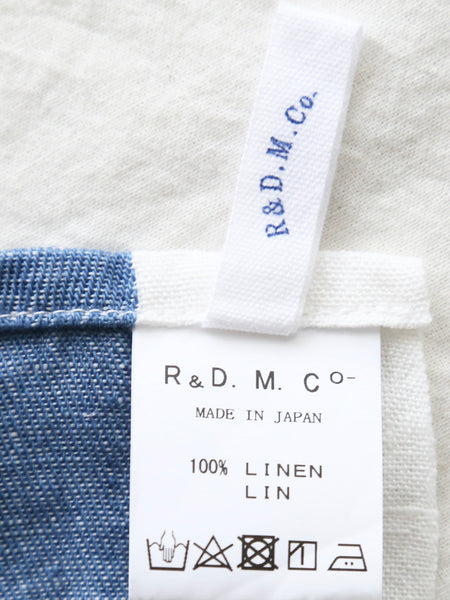 R&D.M.Co-
R&D. M. Co-
MADE IN JAPAN
100% LINEN
LIN